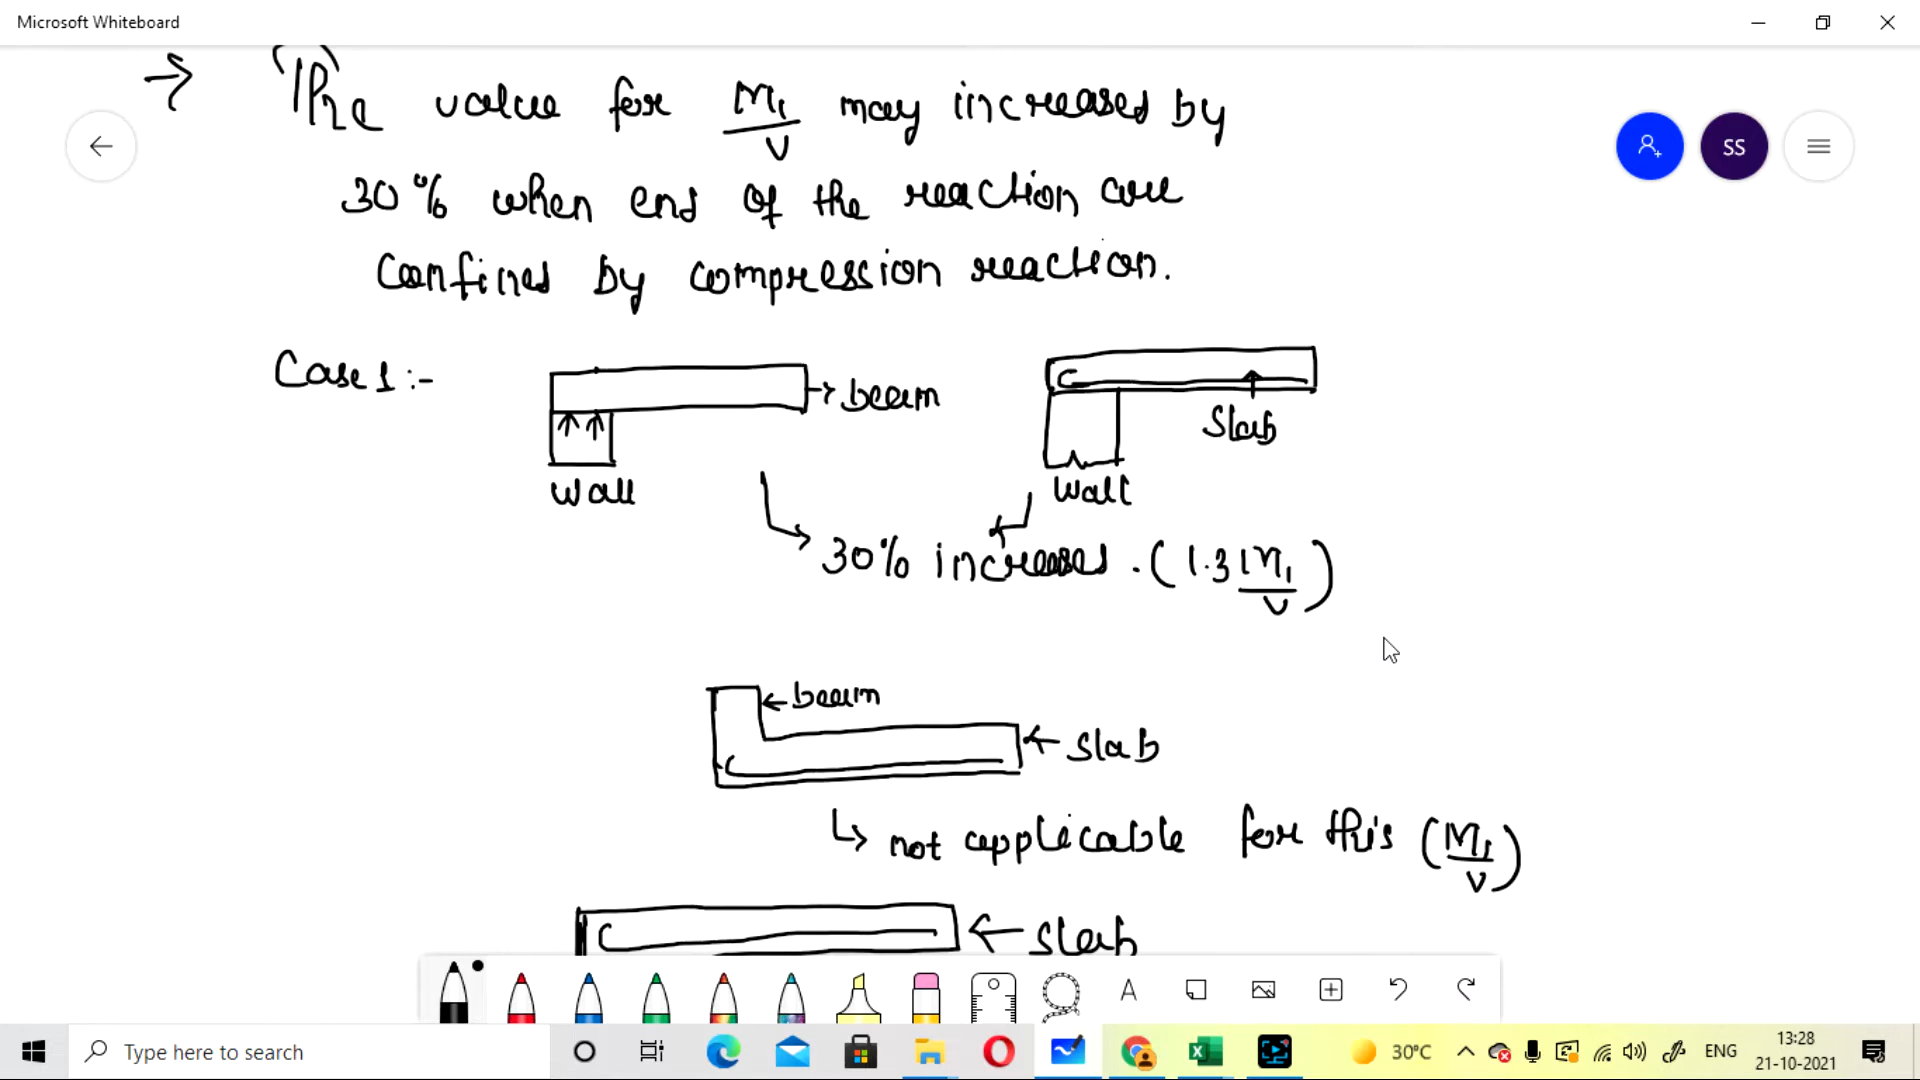 Microsoft Whiteboard
→ The value for M1/V may increased by
30% when end of the reaction are
confined by compression reaction.
SS
Case 1 :-
→ beam
Slab
Wall
Wall
30% increases. (1.3 M1/V)
← beam
← Slab
↳ not applicable for this (M1/V)
← Slab
A
Type here to search
30°C
ENG
13:28
21-10-2021